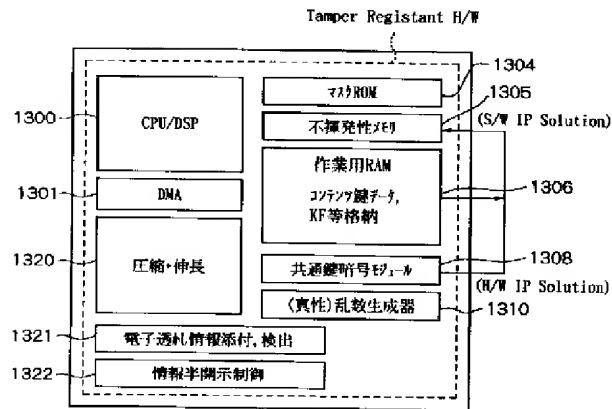 Tamper Registant H/W
1300
CPU/DSP
1301
DMA
1320
圧縮・伸長
1321
電子透札情報添付,検出
1322
情報半開示制御
マスクROM
1304
不揮発性メモリ
1305
(S/W IP Solution)
作業用RAM
コンテンツ鍵データ,
KF等格納
1306
共通鍵暗号モジュール
1308
(H/W IP Solution)
(真性)乱数生成器
1310